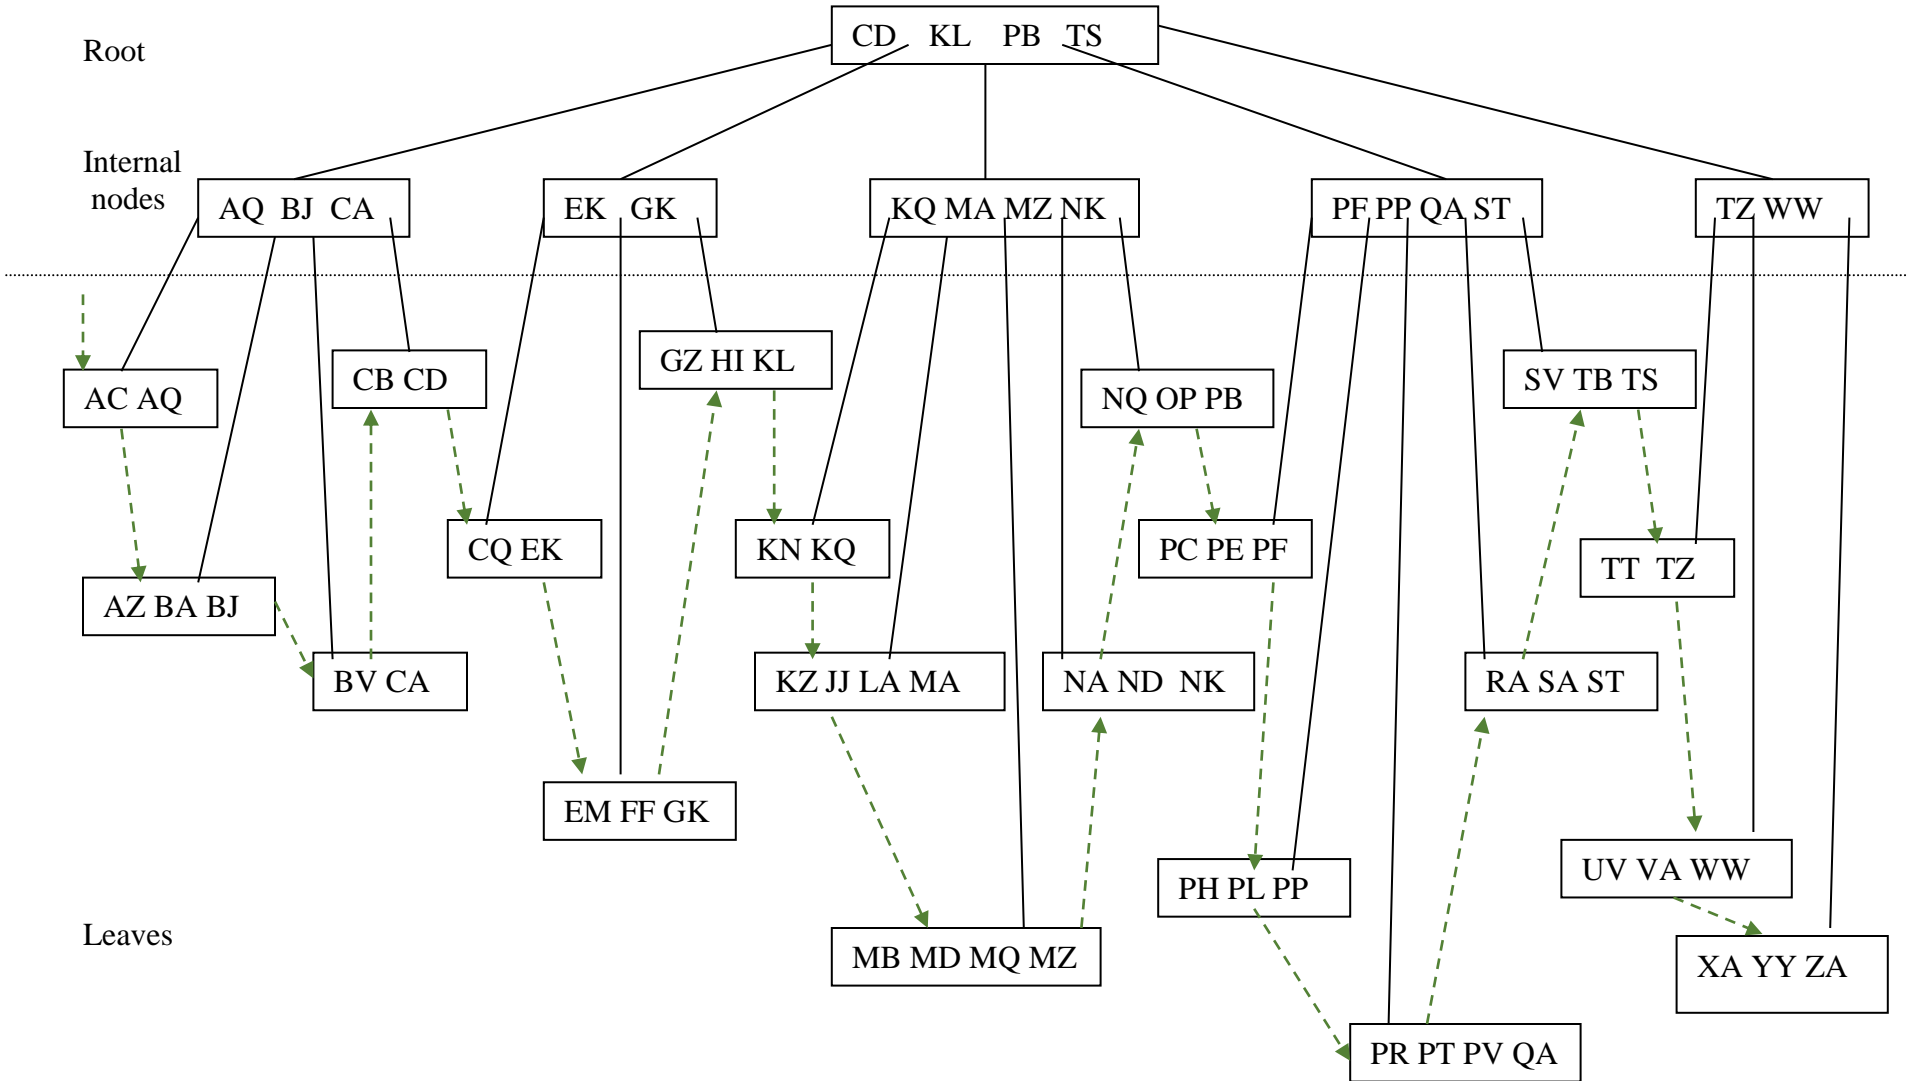 CD KL PB TS
Root
Internal
nodes
AQ BJ CA
EK GK
KQ MA MZ NK
PF PP QA ST
TZ WW
GZ HI KL
CB CD
SV TB TS
AC AQ
NQ OP PB
CQ EK
KN KQ
PC PE PF
TT TZ
AZ BA BJ
BV CA
KZ JJ LA MA
NA ND NK
RA SA ST
EM FF GK
UV VA WW
PH PL PP
Leaves
MB MD MQ MZ
XA YY ZA
PR PT PV QA